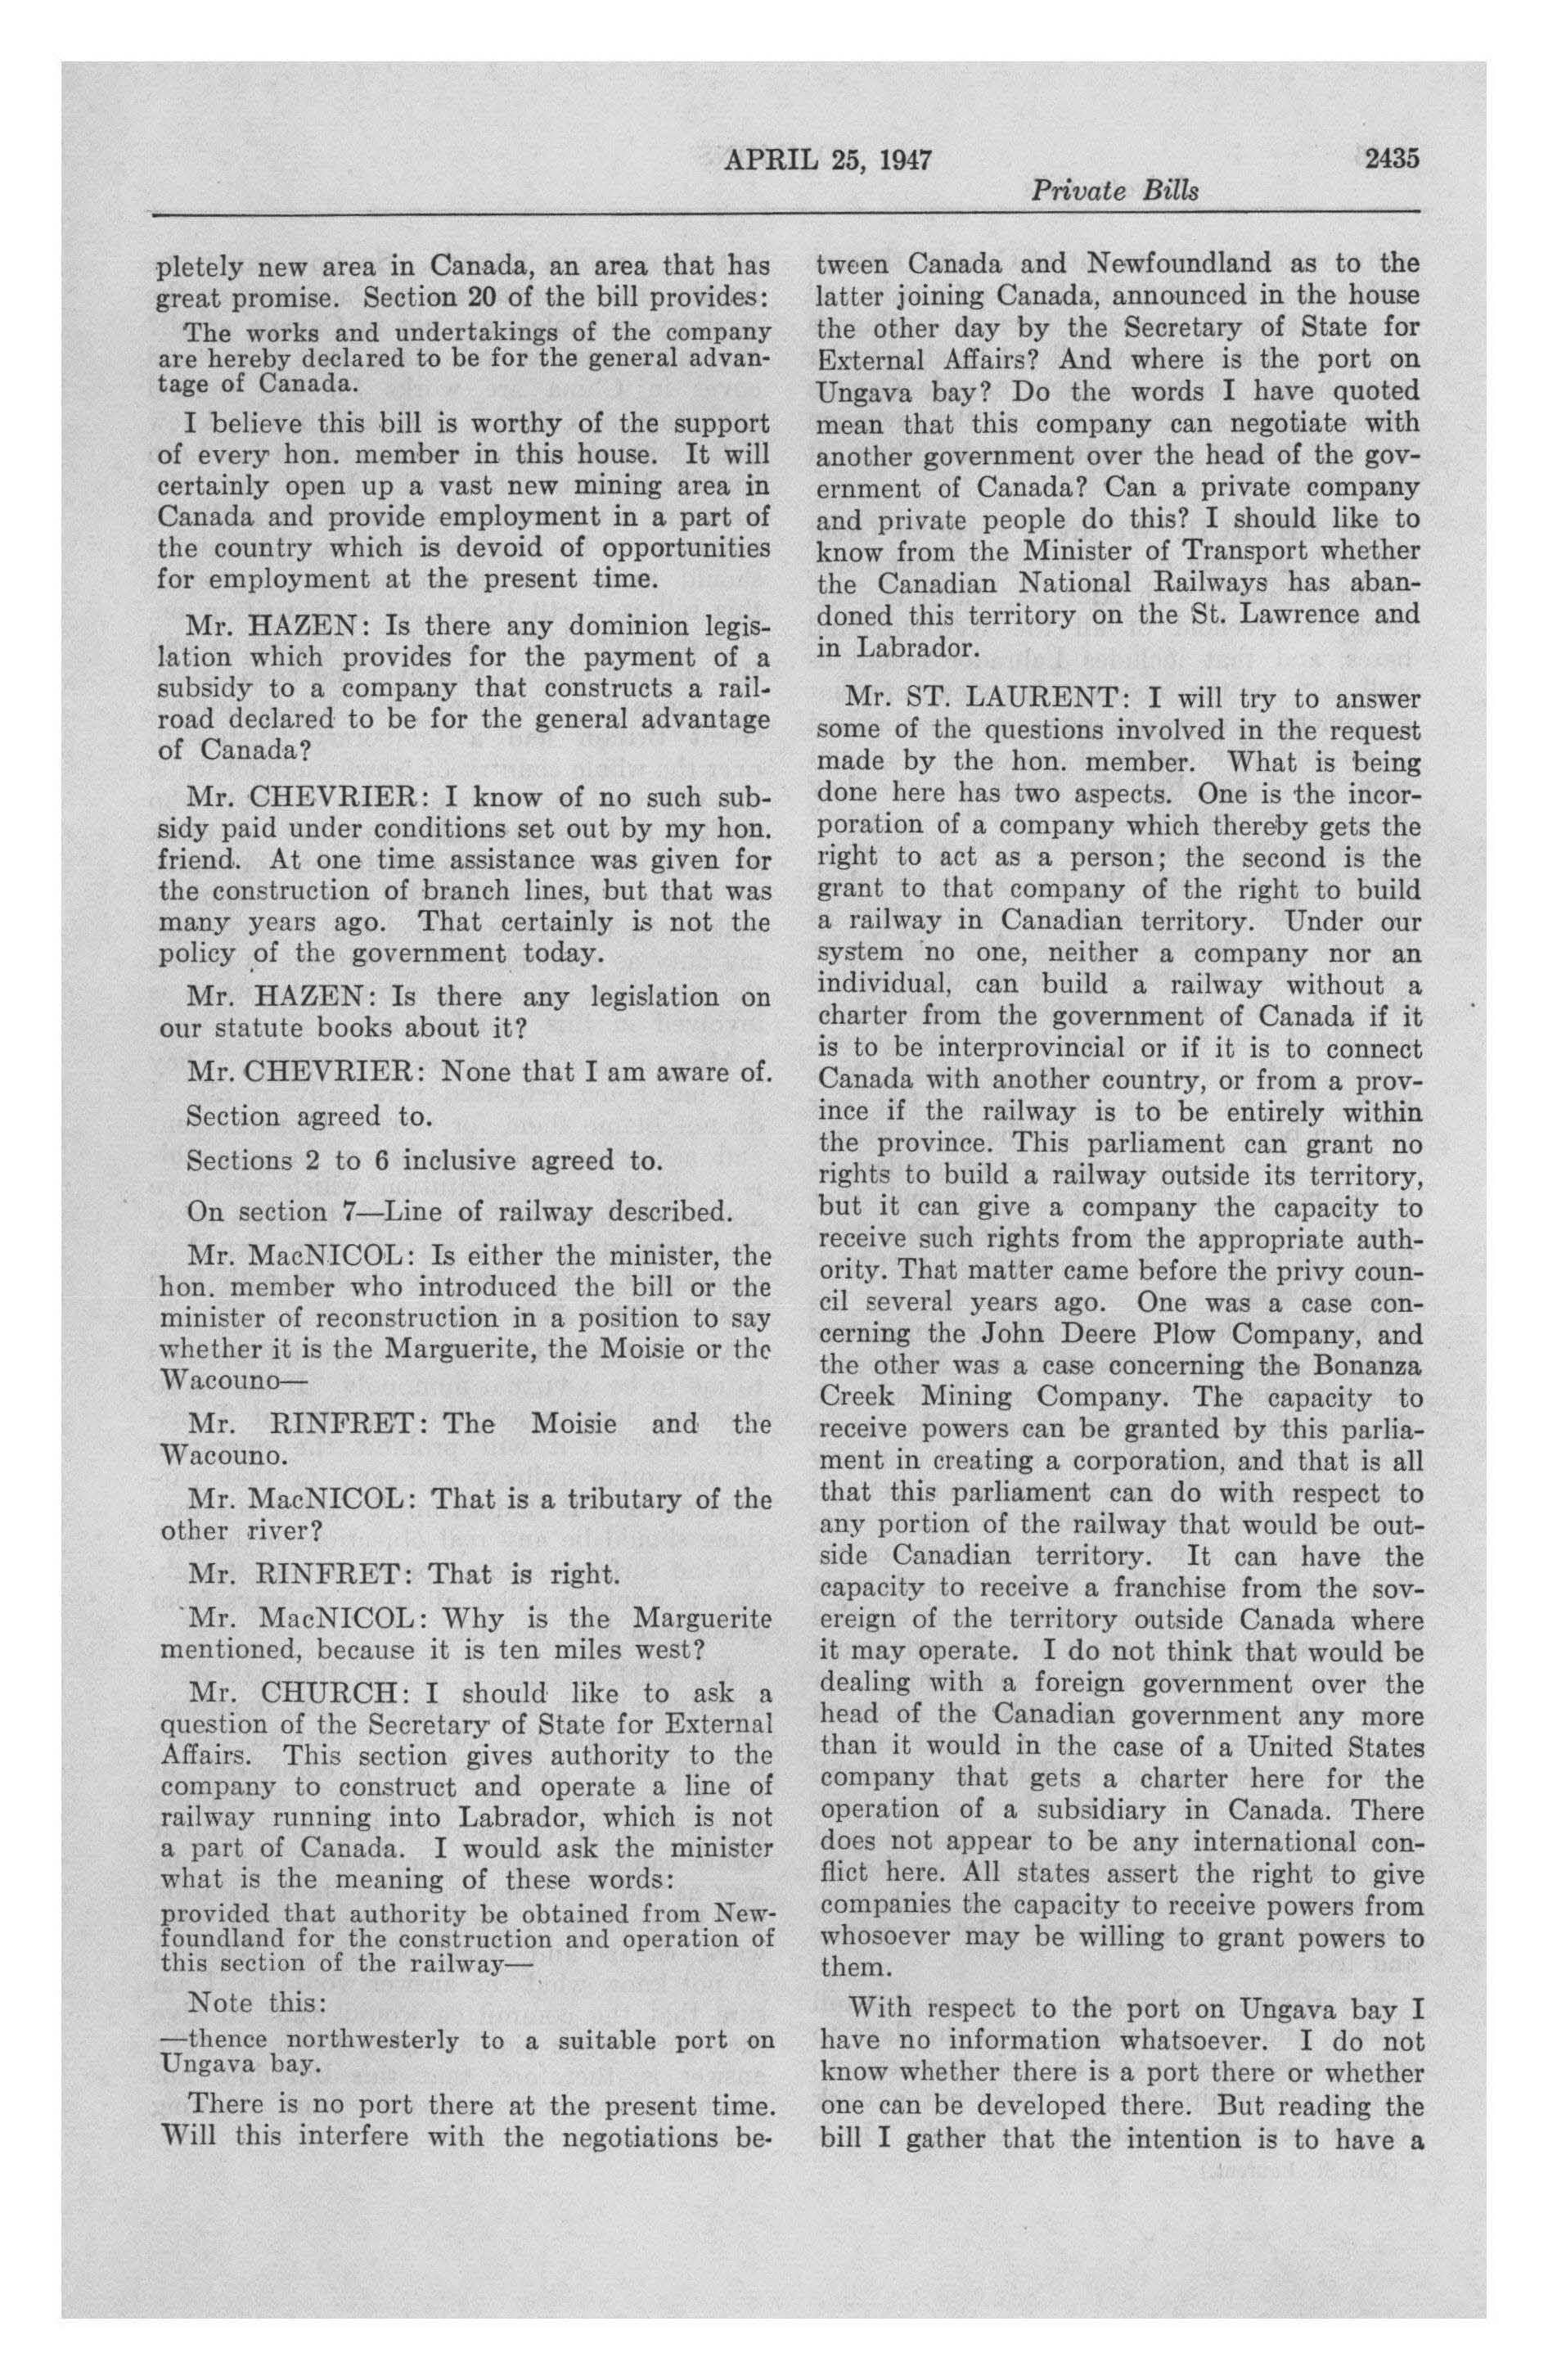 APRIL 25, 1947 2435
Private Bills
pletely new area in Canada, an area that has
great promise. Section 20 of the bill provides:
The works and undertakings of the company
are hereby declared to be for the general advan-
tage of Canada.
I believe this bill is worthy of the support
of every hon. member in this house. It will
certainly open up a vast new mining area in
Canada and provide employment in a part of
the country which is devoid of opportunities
for employment at the present time.
Mr. HAZEN: Is there any dominion legis-
lation which provides for the payment of a
subsidy to a company that constructs a rail-
road declared to be for the general advantage
of Canada?
Mr. CHEVRIER: I know of no such sub-
sidy paid under conditions set out by my hon.
friend. At one time assistance was given for
the construction of branch lines, but that was
many years ago. That certainly is not the
policy of the government today.
Mr. HAZEN: Is there any legislation on
our statute books about it?
Mr. CHEVRIER: None that I am aware of.
Section agreed to.
Sections 2 to 6 inclusive agreed to.
On section 7—Line of railway described.
Mr. MacNICOL: Is either the minister, the
hon. member who introduced the bill or the
minister of reconstruction in a position to say
whether it is the Marguerite, the Moisie or the
Wacouno—
Mr. RINFRET: The Moisie and the
Wacouno.
Mr. MacNICOL: That is a tributary of the
other river?
Mr. RINFRET: That is right.
Mr. MacNICOL: Why is the Marguerite
mentioned, because it is ten miles west?
Mr. CHURCH: I should like to ask a
question of the Secretary of State for External
Affairs. This section gives authority to the
company to construct and operate a line of
railway running into Labrador, which is not
a part of Canada. I would ask the minister
what is the meaning of these words:
provided that authority be obtained from New-
foundland for the construction and operation of
this section of the railway—
Note this:
—thence northwesterly to a suitable port on
Ungava bay.
There is no port there at the present time.
Will this interfere with the negotiations be-
tween Canada and Newfoundland as to the
latter joining Canada, announced in the house
the other day by the Secretary of State for
External Affairs? And where is the port on
Ungava bay? Do the words I have quoted
mean that this company can negotiate with
another government over the head of the gov-
ernment of Canada? Can a private company
and private people do this? I should like to
know from the Minister of Transport whether
the Canadian National Railways has aban-
doned this territory on the St. Lawrence and
in Labrador.
Mr. ST. LAURENT: I will try to answer
some of the questions involved in the request
made by the hon. member. What is being
done here has two aspects. One is the incor-
poration of a company which thereby gets the
right to act as a person; the second is the
grant to that company of the right to build
a railway in Canadian territory. Under our
system no one, neither a company nor an
individual, can build a railway without a
charter from the government of Canada if it
is to be interprovincial or if it is to connect
Canada with another country, or from a prov-
ince if the railway is to be entirely within
the province. This parliament can grant no
rights to build a railway outside its territory,
but it can give a company the capacity to
receive such rights from the appropriate auth-
ority. That matter came before the privy coun-
cil several years ago. One was a case con-
cerning the John Deere Plow Company, and
the other was a case concerning the Bonanza
Creek Mining Company. The capacity to
receive powers can be granted by this parlia-
ment in creating a corporation, and that is all
that this parliament can do with respect to
any portion of the railway that would be out-
side Canadian territory. It can have the
capacity to receive a franchise from the sov-
ereign of the territory outside Canada where
it may operate. I do not think that would be
dealing with a foreign government over the
head of the Canadian government any more
than it would in the case of a United States
company that gets a charter here for the
operation of a subsidiary in Canada. There
does not appear to be any international con-
flict here. All states assert the right to give
companies the capacity to receive powers from
whosoever may be willing to grant powers to
them.
With respect to the port on Ungava bay I
have no information whatsoever. I do not
know whether there is a port there or whether
one can be developed there. But reading the
bill I gather that the intention is to have a